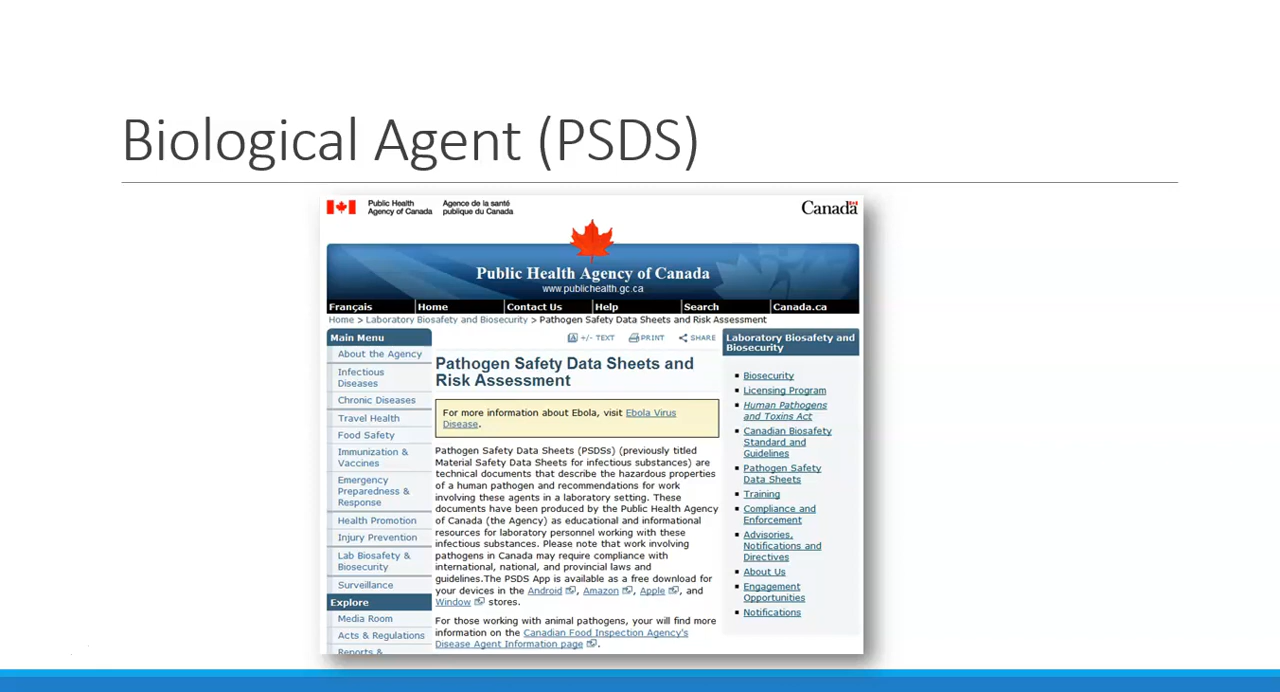 Biological Agent (PSDS)
Public Health
Agency of Canada
Agence de la santé
publique du Canada
Canada
Public Health Agency of Canada
www.publichealth.gc.ca
Français Home Contact Us Help Search Canada.ca
Home > Laboratory Biosafety and Biosecurity > Pathogen Safety Data Sheets and Risk Assessment
Main Menu
About the Agency
Infectious
Diseases
Chronic Diseases
Travel Health
Food Safety
Immunization &
Vaccines
Emergency
Preparedness &
Response
Health Promotion
Injury Prevention
Lab Biosafety &
Biosecurity
Surveillance
Explore
Media Room
Acts & Regulations
Reports &
A +/- TEXT PRINT SHARE
Pathogen Safety Data Sheets and
Risk Assessment
For more information about Ebola, visit Ebola Virus
Disease.
Pathogen Safety Data Sheets (PSDSs) (previously titled
Material Safety Data Sheets for infectious substances) are
technical documents that describe the hazardous properties
of a human pathogen and recommendations for work
involving these agents in a laboratory setting. These
documents have been produced by the Public Health Agency
of Canada (the Agency) as educational and informational
resources for laboratory personnel working with these
infectious substances. Please note that work involving
pathogens in Canada may require compliance with
international, national, and provincial laws and
guidelines.The PSDS App is available as a free download for
your devices in the Android, Amazon, Apple, and
Window stores.
For those working with animal pathogens, your will find more
information on the Canadian Food Inspection Agency's
Disease Agent Information page.
Laboratory Biosafety and
Biosecurity
Biosecurity
Licensing Program
Human Pathogens
and Toxins Act
Canadian Biosafety
Standard and
Guidelines
Pathogen Safety
Data Sheets
Training
Compliance and
Enforcement
Advisories,
Notifications and
Directives
About Us
Engagement
Opportunities
Notifications